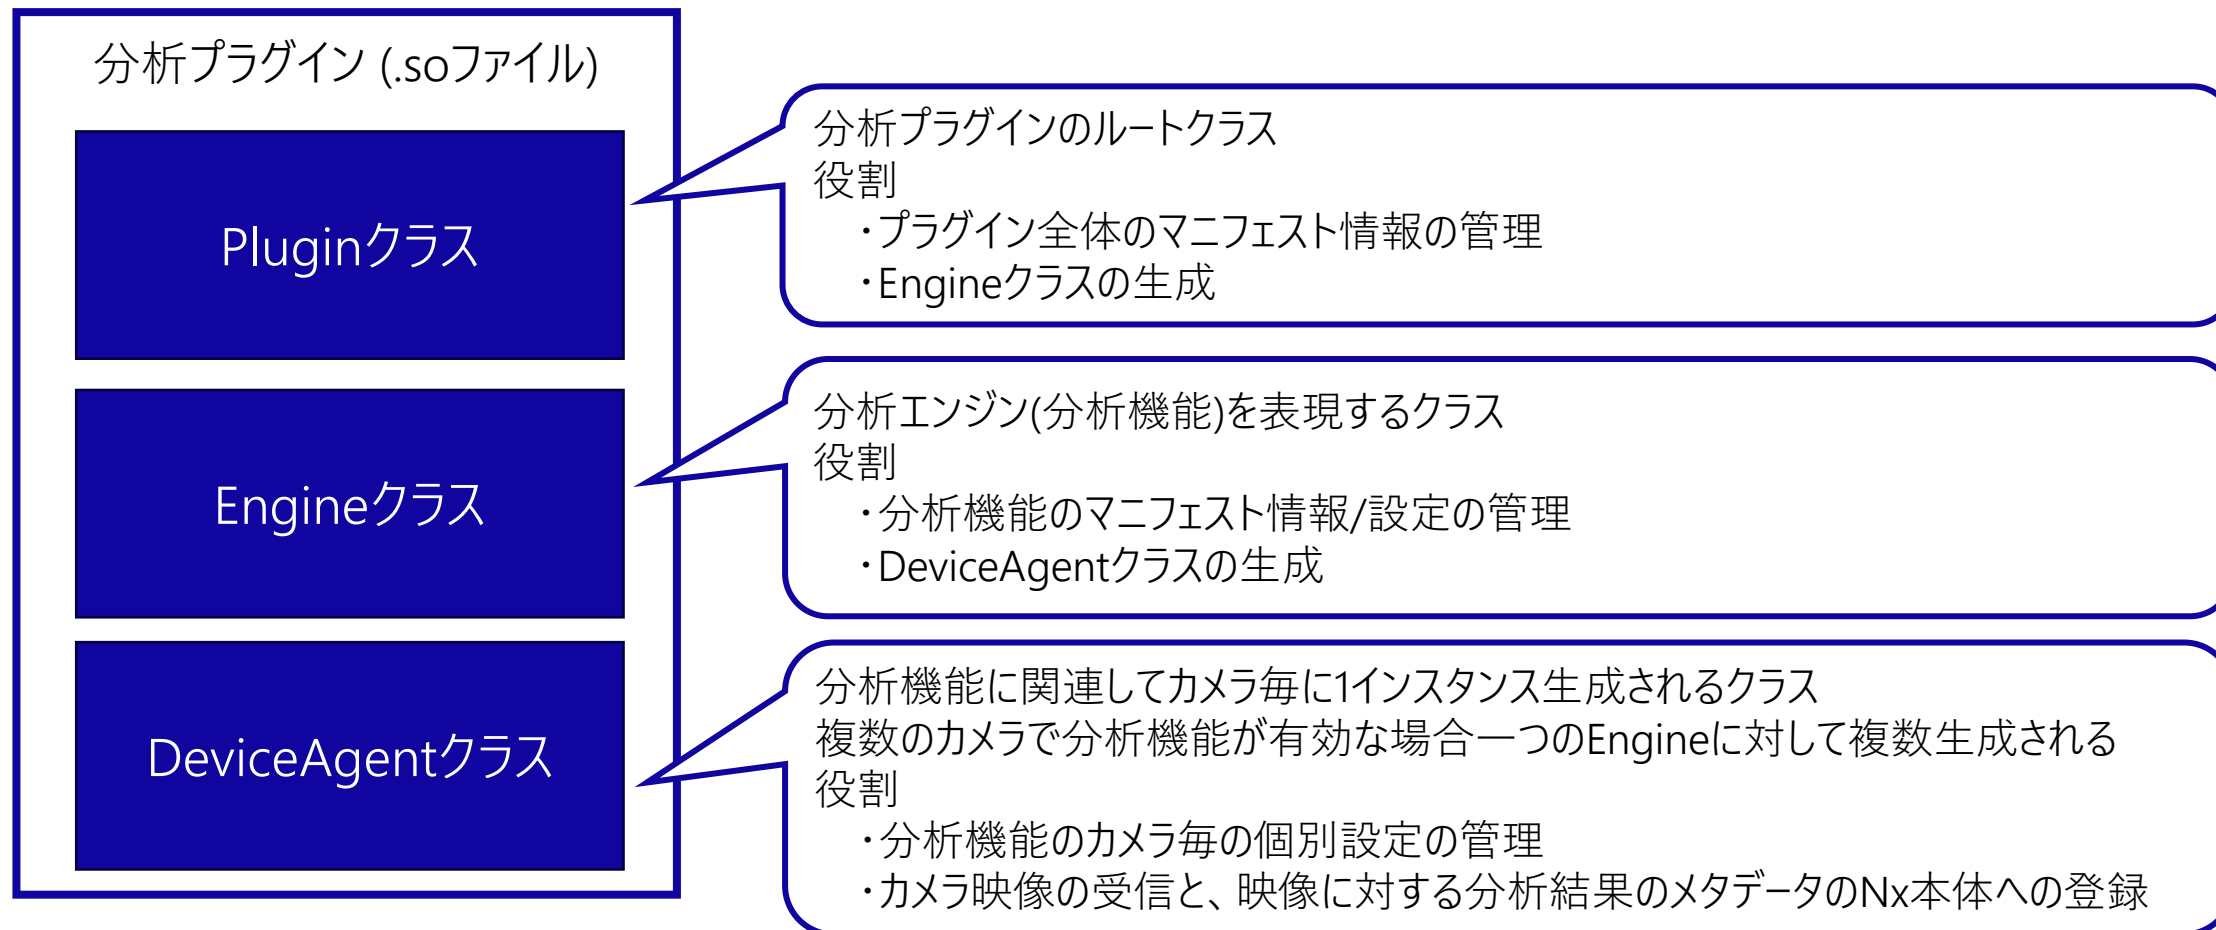 分析プラグイン (.soファイル)
Pluginクラス
分析プラグインのルートクラス
役割
・プラグイン全体のマニフェスト情報の管理
・Engineクラスの生成
Engineクラス
分析エンジン(分析機能)を表現するクラス
役割
・分析機能のマニフェスト情報/設定の管理
・DeviceAgentクラスの生成
DeviceAgentクラス
分析機能に関連してカメラ毎に1インスタンス生成されるクラス
複数のカメラで分析機能が有効な場合一つのEngineに対して複数生成される
役割
・分析機能のカメラ毎の個別設定の管理
・カメラ映像の受信と、映像に対する分析結果のメタデータのNx本体への登録